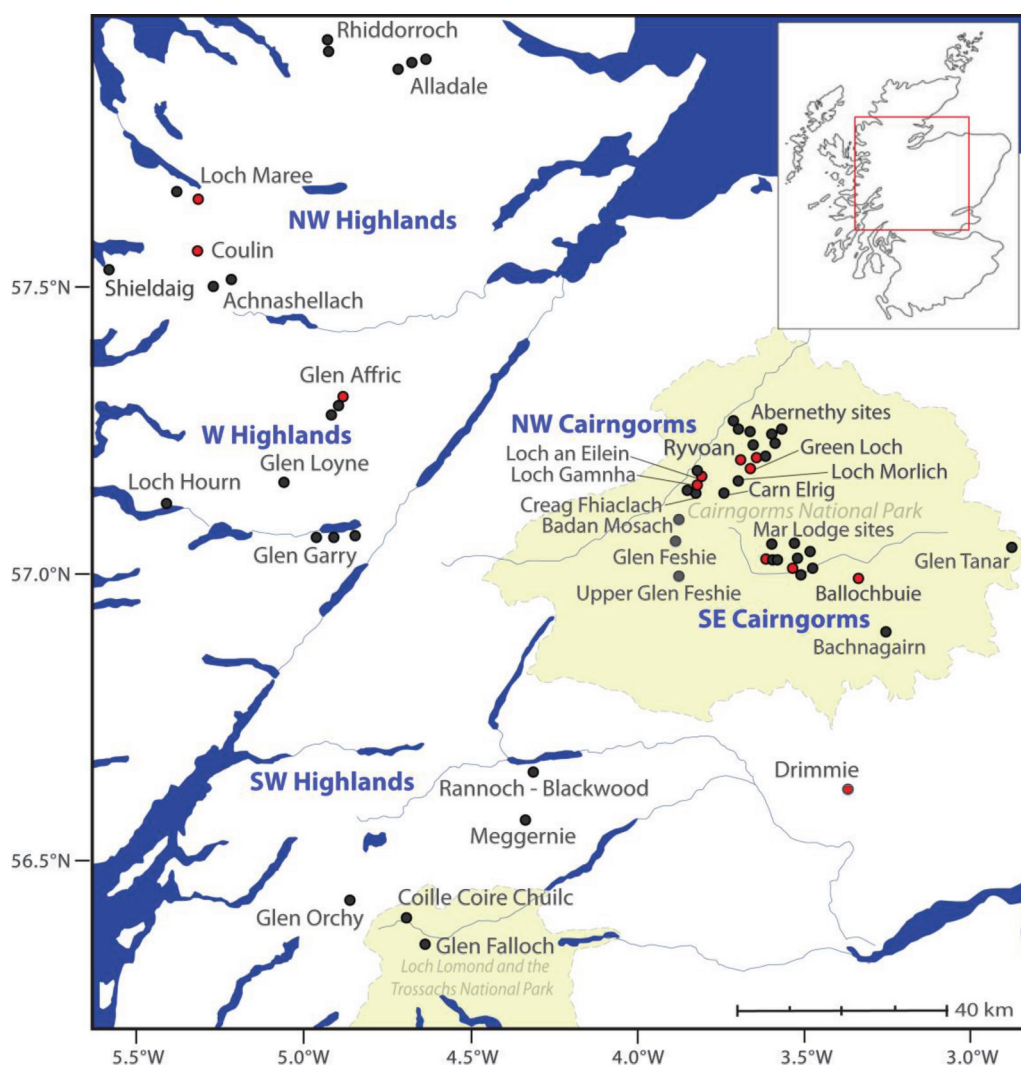 Rhiddorroch
Alladale
Loch Maree
NW Highlands
Coulin
Shieldaig
Achnashellach
57.5°N
Glen Affric
W Highlands
Glen Loyne
Loch Hourn
Glen Garry
NW Cairngorms
Abernethy sites
Ryvoan
Green Loch
Loch an Eilein
Loch Gamnha
Loch Morlich
Creag Fhiaclach
Carn Elrig
Badan Mosach
Cairngorms National Park
Mar Lodge sites
Glen Feshie
Glen Tanar
57.0°N
Upper Glen Feshie
Ballochbuie
SE Cairngorms
Bachnagairn
SW Highlands
Rannoch - Blackwood
Drimmie
Meggernie
56.5°N
Coille Coire Chuilc
Glen Orchy
Glen Falloch
Loch Lomond and the
Trossachs National Park
40 km
5.5°W
5.0°W
4.5°W
4.0°W
3.5°W
3.0°W